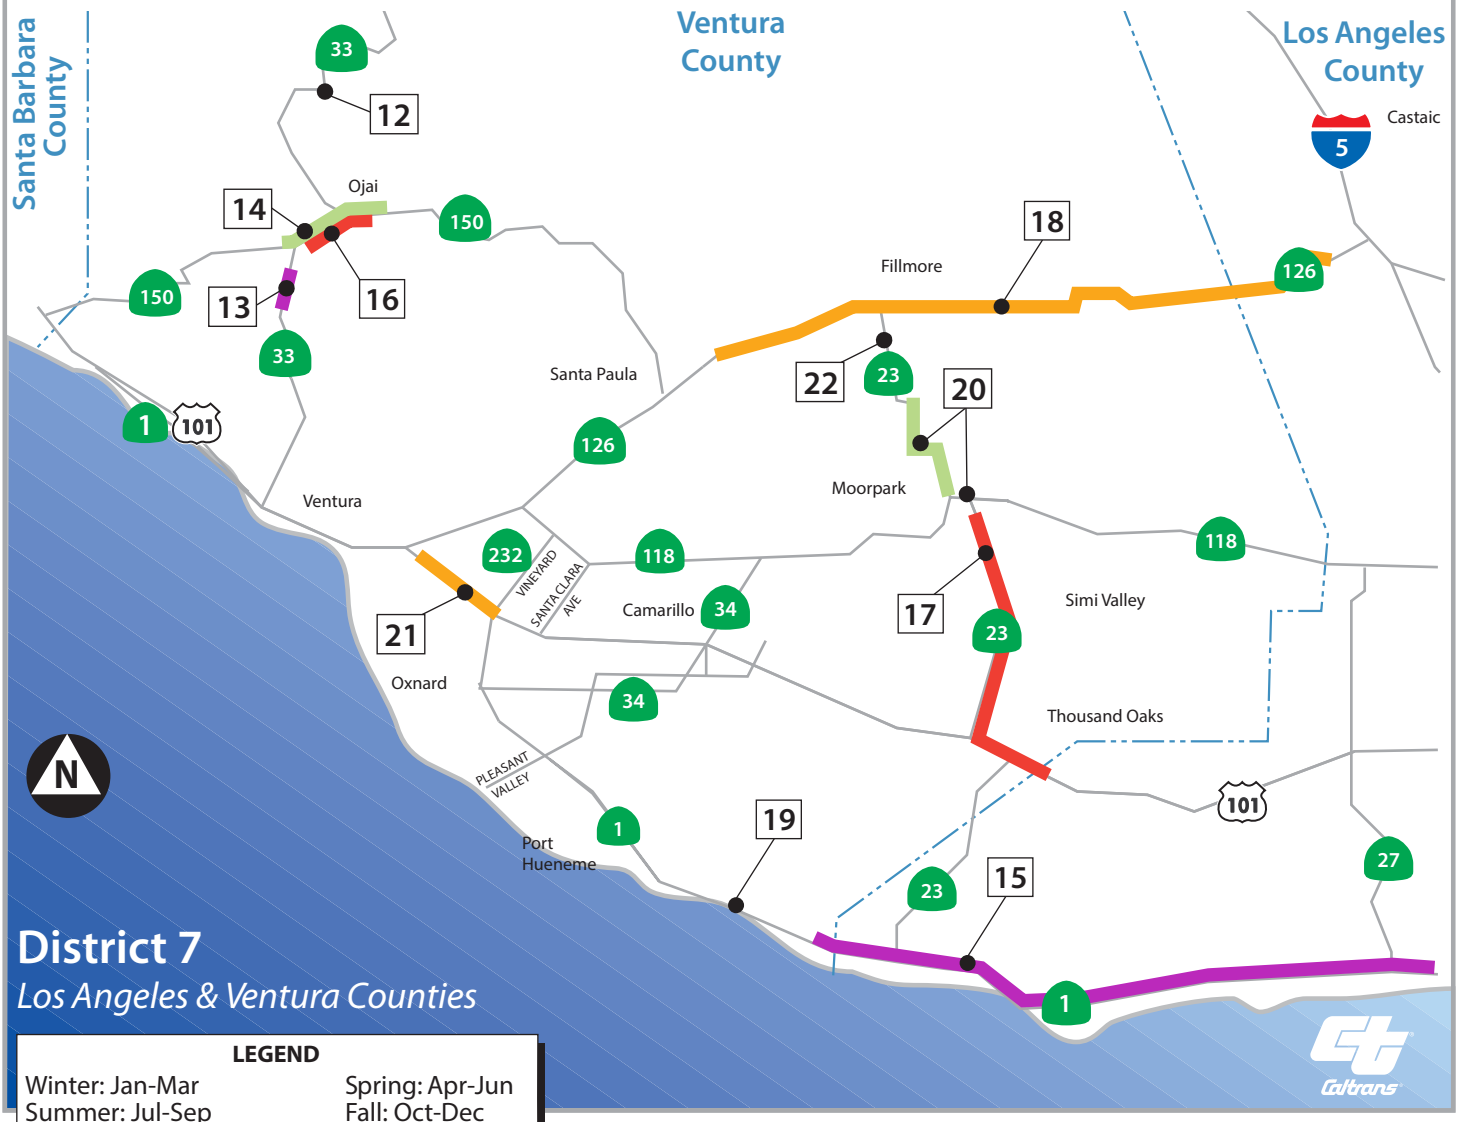 Santa Barbara
County
Ventura
County
Los Angeles
County
Castaic
5
33
12
Ojai
14
150
18
16
13
150
33
Fillmore
126
22
23
20
Santa Paula
1
101
126
Moorpark
Ventura
232
VINEYARD
SANTA CLARA
AVE
118
118
21
Camarillo
34
17
Simi Valley
23
Oxnard
34
Thousand Oaks
N
PLEASANT
VALLEY
1
Port
Hueneme
19
101
27
23
15
1
District 7
Los Angeles & Ventura Counties
LEGEND
Winter: Jan-Mar
Spring: Apr-Jun
Summer: Jul-Sep
Fall: Oct-Dec
ct
Caltrans